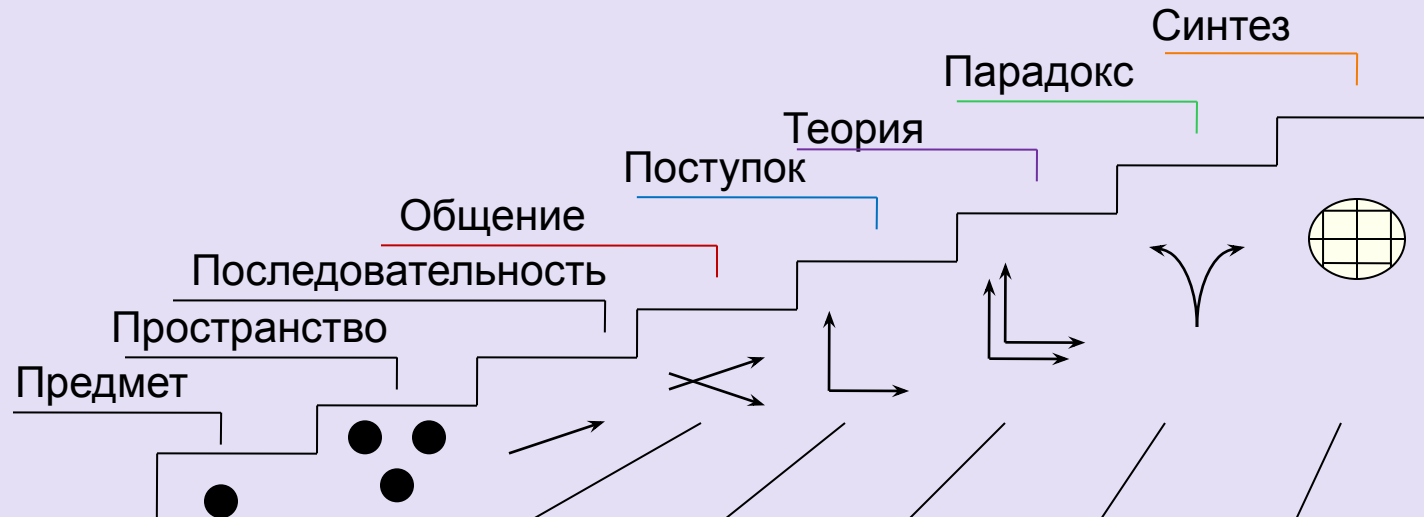 Синтез
Парадокс
Теория
Поступок
Общение
Последовательность
Пространство
Предмет